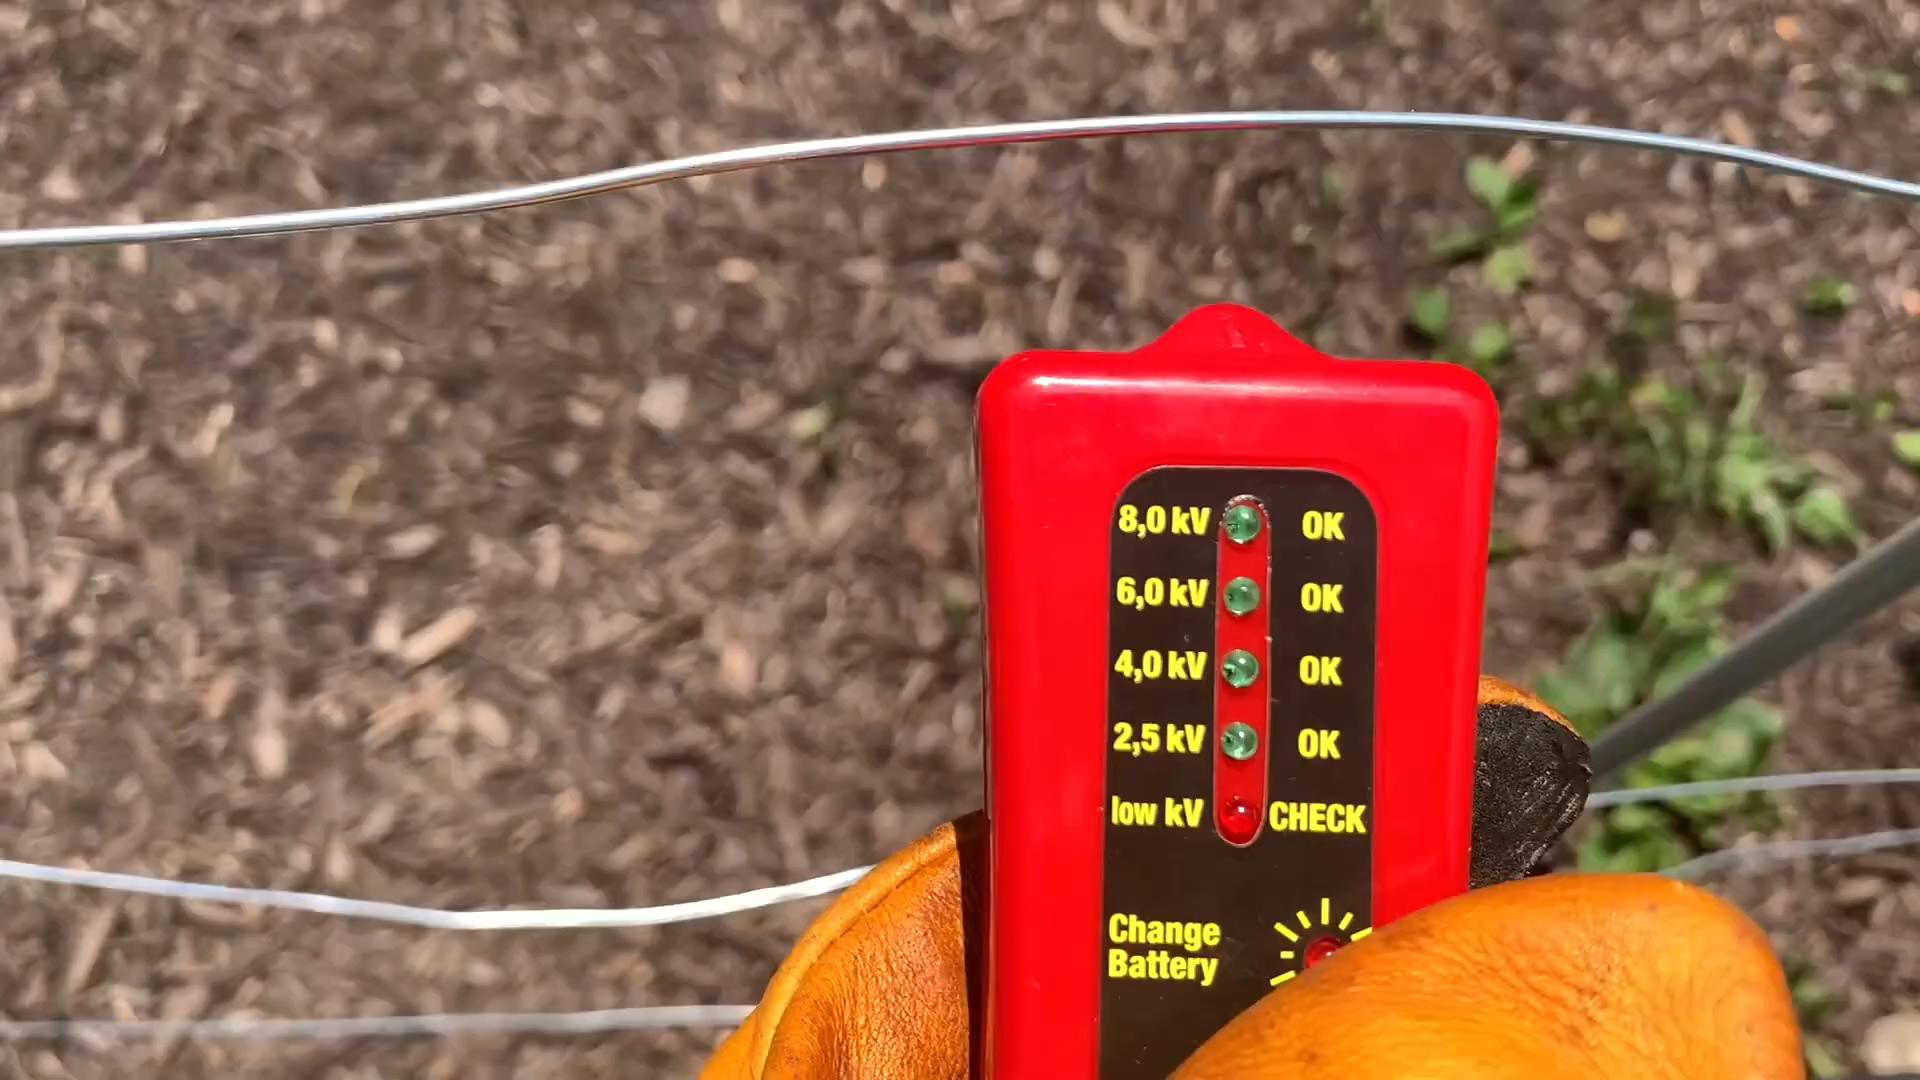 8,0 kV OK
6,0 kV OK
4,0 kV OK
2,5 kV OK
low kV CHECK
Change
Battery